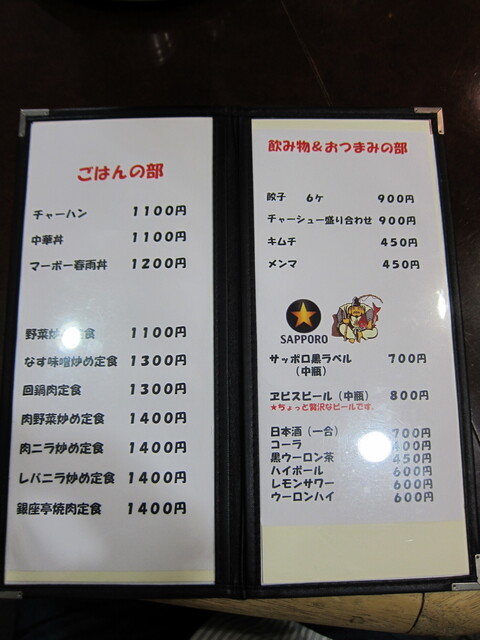 ごはんの部
チャーハン 1100円
中華丼 1100円
マーボー春雨丼 1200円
野菜炒め定食 1100円
なす味噌炒め定食 1300円
回鍋肉定食 1300円
肉野菜炒め定食 1400円
肉ニラ炒め定食 1400円
レバニラ炒め定食 1400円
銀座亭焼肉定食 1400円
飲み物&おつまみの部
餃子 6ケ 900円
チャーシュー盛り合わせ 900円
キムチ 450円
メンマ 450円
SAPPORO
サッポロ黒ラベル 700円
(中瓶)
ヱビスビール(中瓶) 800円
★ちょっと贅沢なビールです。
日本酒(一合) 700円
コーラ 00円
黒ウーロン茶 450円
ハイボール 600円
レモンサワー 600円
ウーロンハイ 600円